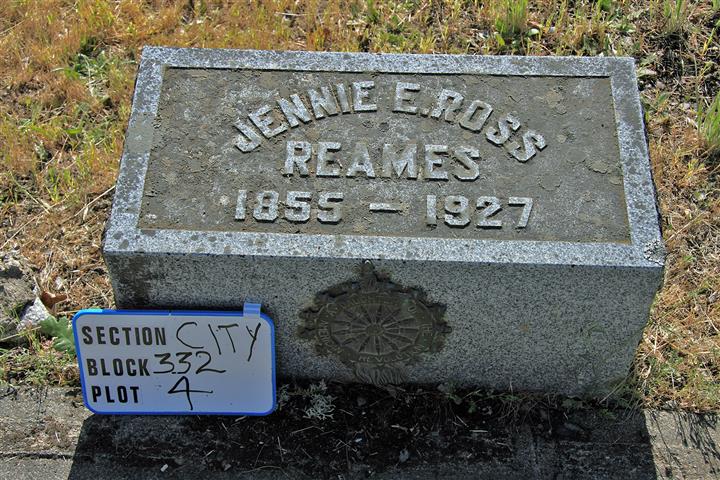 JENNIE E. ROSS
REAMES
1855 – 1927
SECTION CITY
BLOCK 332
PLOT 4